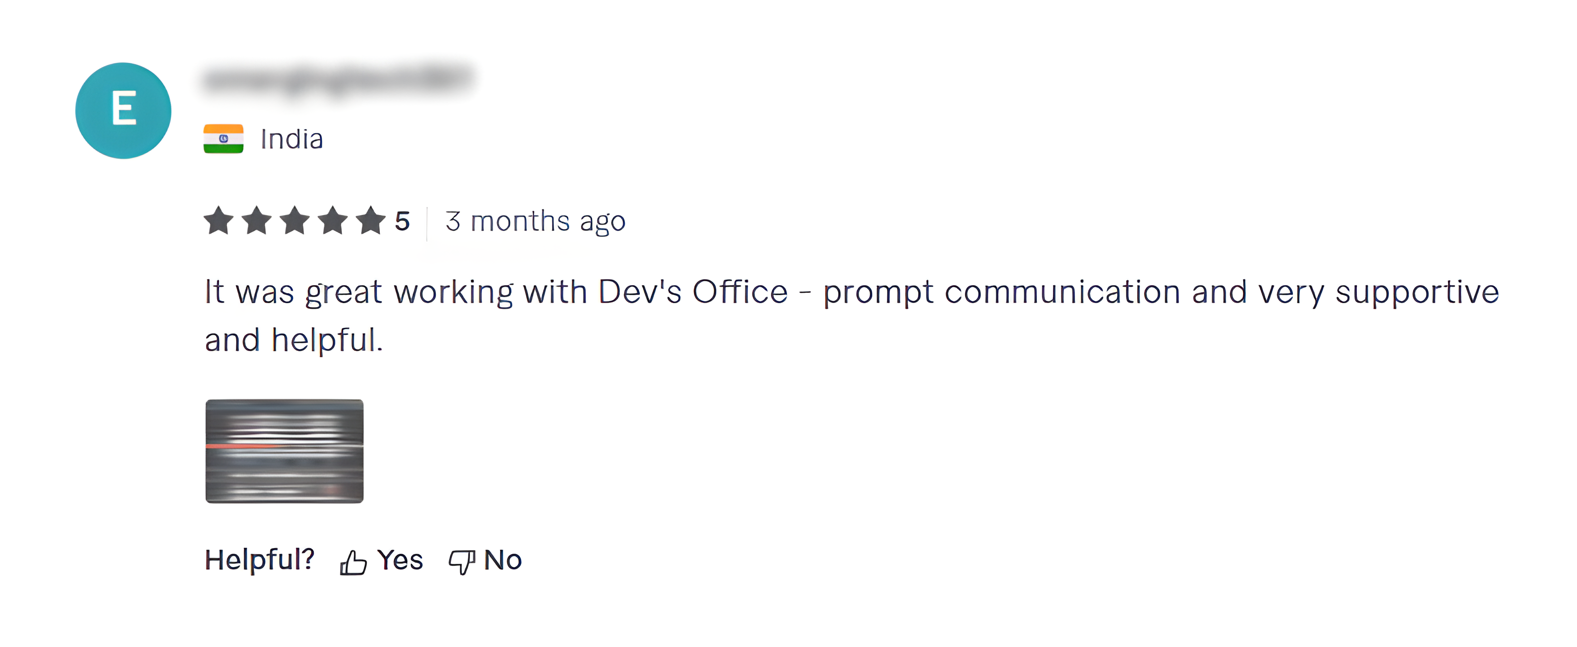 E
India
5
3 months ago
It was great working with Dev's Office - prompt communication and very supportive
and helpful.
Helpful?
Yes
No